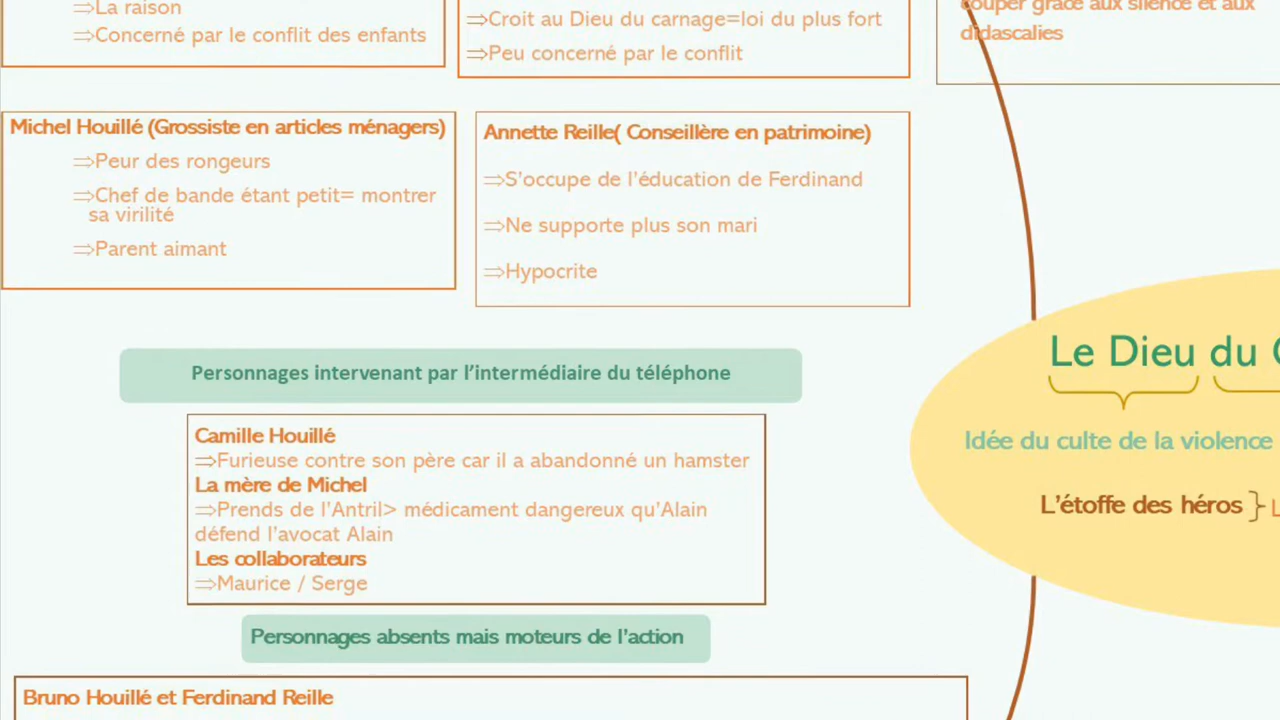 ⇒La raison
⇒Concerné par le conflit des enfants
⇒Croit au Dieu du carnage=loi du plus fort
⇒Peu concerné par le conflit
couper grâce aux silence et aux
didascalies
Michel Houillé (Grossiste en articles ménagers)
⇒Peur des rongeurs
⇒Chef de bande étant petit= montrer
sa virilité
⇒Parent aimant
Annette Reille( Conseillère en patrimoine)
⇒S'occupe de l'éducation de Ferdinand
⇒Ne supporte plus son mari
⇒Hypocrite
Personnages intervenant par l'intermédiaire du téléphone
Camille Houillé
⇒Furieuse contre son père car il a abandonné un hamster
La mère de Michel
⇒Prends de l'Antril> médicament dangereux qu'Alain
défend l'avocat Alain
Les collaborateurs
⇒Maurice / Serge
Personnages absents mais moteurs de l'action
Bruno Houillé et Ferdinand Reille
Le Dieu du
Idée du culte de la violence
L'étoffe des héros